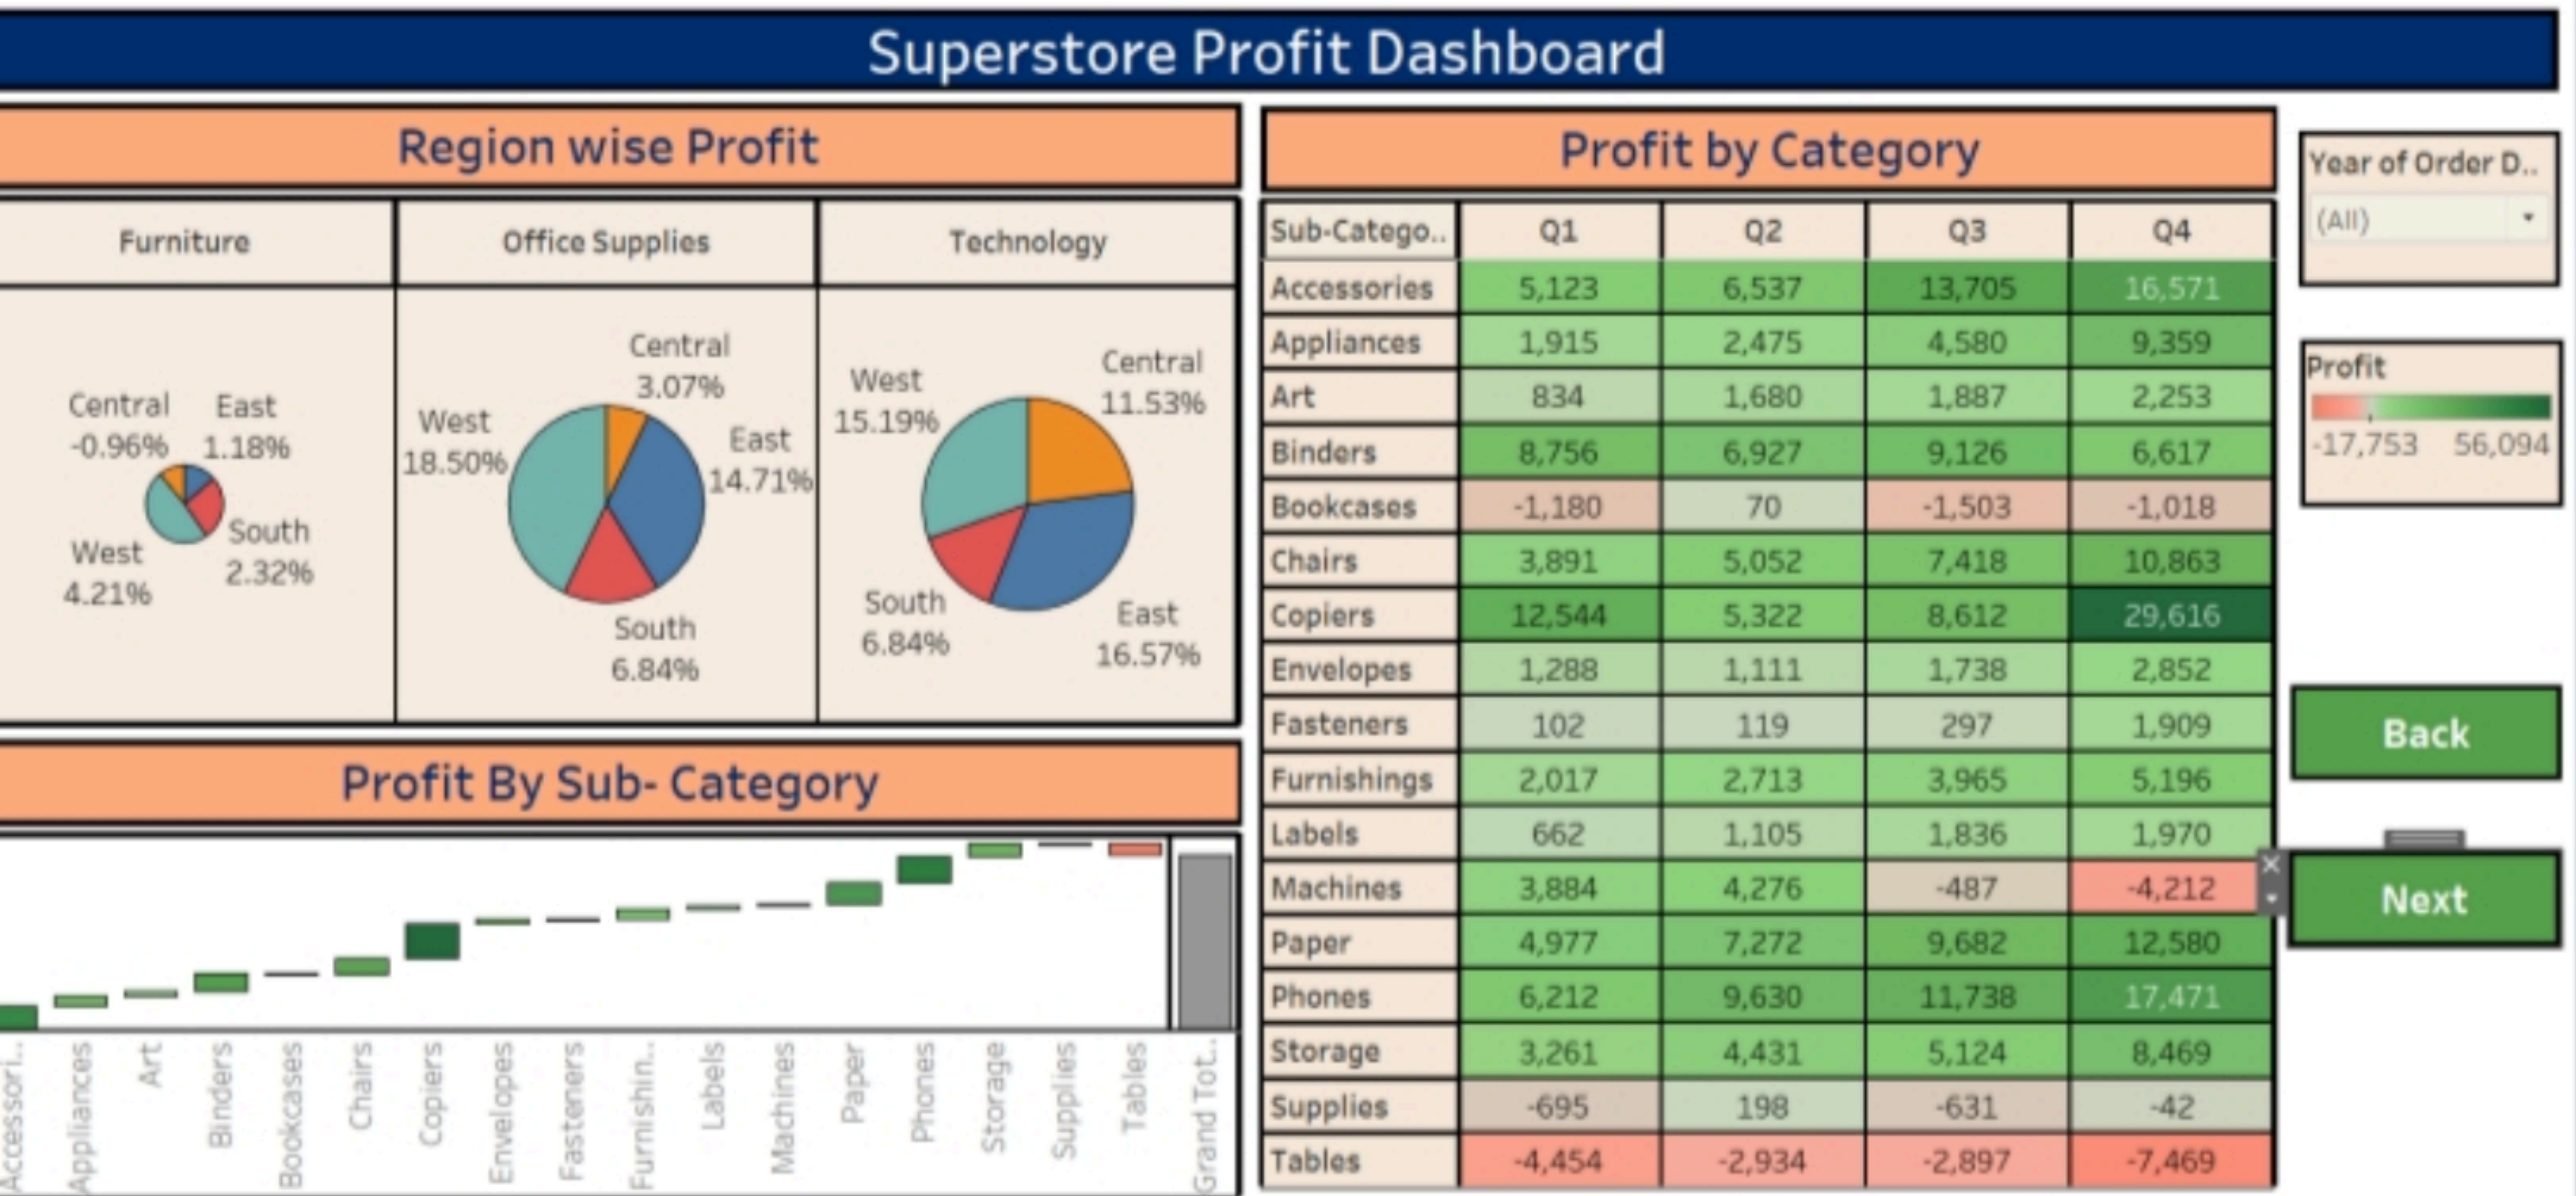 Superstore Profit Dashboard
Region wise Profit
Furniture Office Supplies Technology
Central
-0.96%
East
1.18%
South
2.32%
West
4.21%
Central
3.07%
East
14.71%
South
6.84%
West
18.50%
Central
11.53%
East
16.57%
South
6.84%
West
15.19%
Profit By Sub- Category
Accessori..
Appliances
Art
Binders
Bookcases
Chairs
Copiers
Envelopes
Fasteners
Furnishin..
Labels
Machines
Paper
Phones
Storage
Supplies
Tables
Grand Tot..
Profit by Category
Sub-Catego.. Q1 Q2 Q3 Q4
Accessories 5,123 6,537 13,705 16,571
Appliances 1,915 2,475 4,580 9,359
Art 834 1,680 1,887 2,253
Binders 8,756 6,927 9,126 6,617
Bookcases -1,180 70 -1,503 -1,018
Chairs 3,891 5,052 7,418 10,863
Copiers 12,544 5,322 8,612 29,616
Envelopes 1,288 1,111 1,738 2,852
Fasteners 102 119 297 1,909
Furnishings 2,017 2,713 3,965 5,196
Labels 662 1,105 1,836 1,970
Machines 3,884 4,276 -487 -4,212
Paper 4,977 7,272 9,682 12,580
Phones 6,212 9,630 11,738 17,471
Storage 3,261 4,431 5,124 8,469
Supplies -695 198 -631 -42
Tables -4,454 -2,934 -2,897 -7,469
Year of Order D..
(All)
Profit
-17,753 56,094
Back
Next